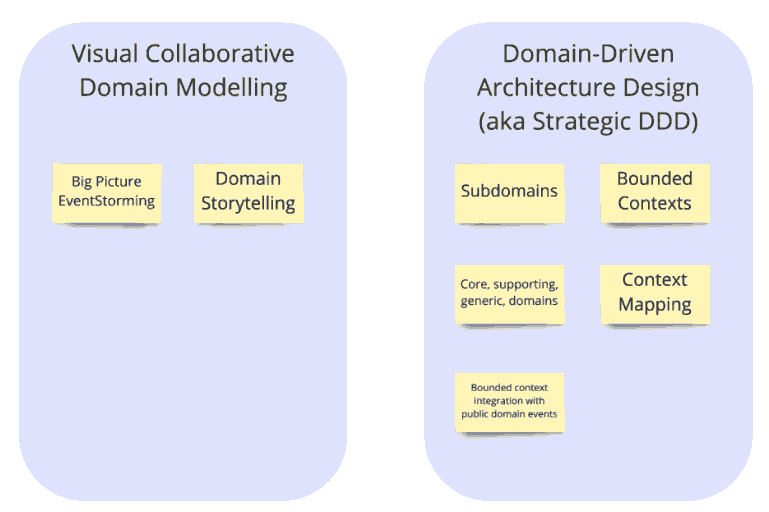 Visual Collaborative
Domain Modelling
Big Picture
EventStorming
Domain
Storytelling
Domain-Driven
Architecture Design
(aka Strategic DDD)
Subdomains
Bounded
Contexts
Core, supporting,
generic, domains
Context
Mapping
Bounded context
integration with
public domain events